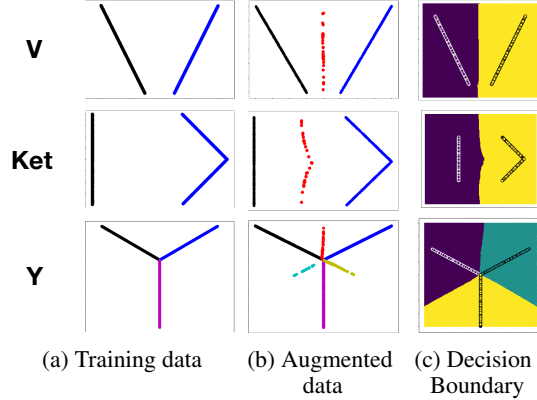 V
Ket
Y
(a) Training data
(b) Augmented
data
(c) Decision
Boundary